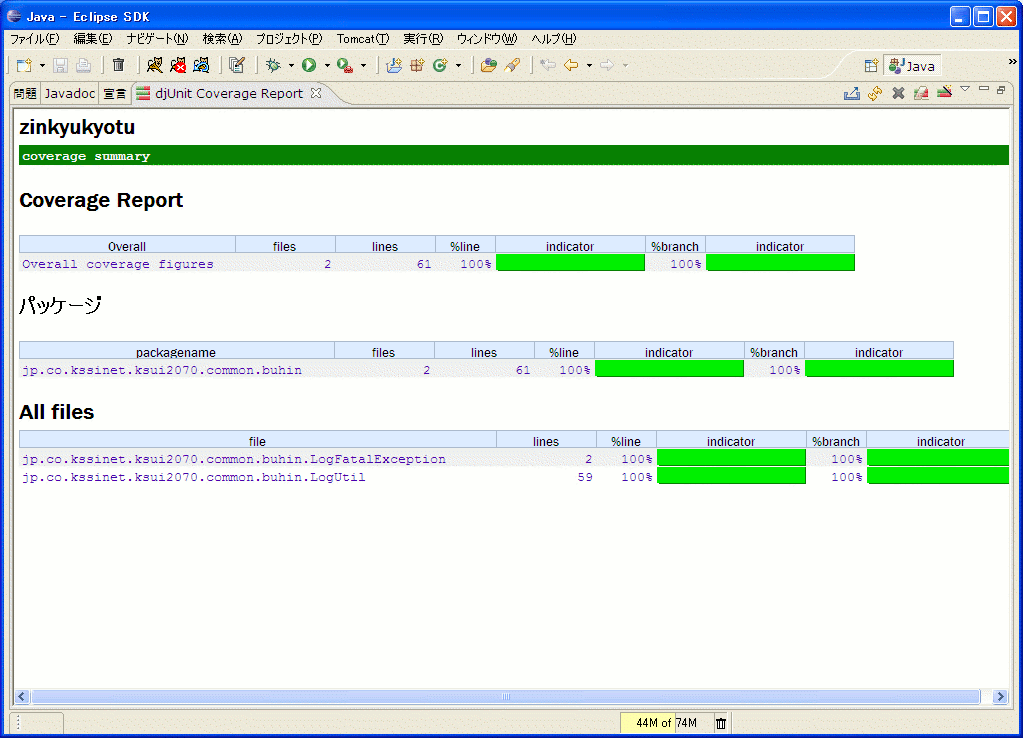 Java - Eclipse SDK
ファイル(F) 編集(E) ナビゲート(N) 検索(A) プロジェクト(P) Tomcat(T) 実行(R) ウィンドウ(W) ヘルプ(H)
Java »
問題 Javadoc 宣言 djUnit Coverage Report
zinkyukyotu
coverage summary
Coverage Report
Overall files lines %line indicator %branch indicator
Overall coverage figures 2 61 100% 100%
パッケージ
packagename files lines %line indicator %branch indicator
jp.co.kssinet.ksui2070.common.buhin 2 61 100% 100%
All files
file lines %line indicator %branch indicator
jp.co.kssinet.ksui2070.common.buhin.LogFatalException 2 100% 100%
jp.co.kssinet.ksui2070.common.buhin.LogUtil 59 100% 100%
44M of 74M